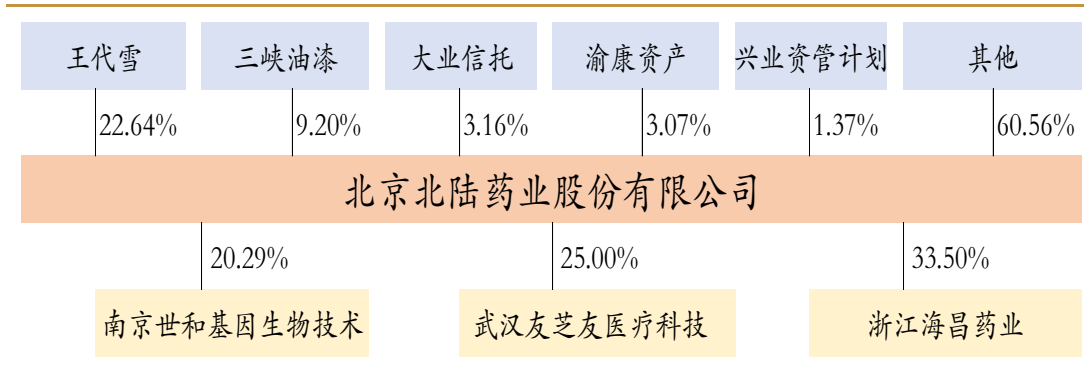 王代雪 三峡油漆 大业信托 渝康资产 兴业资管计划 其他
22.64% 9.20% 3.16% 3.07% 1.37% 60.56%
北京北陆药业股份有限公司
20.29% 25.00% 33.50%
南京世和基因生物技术 武汉友芝友医疗科技 浙江海昌药业